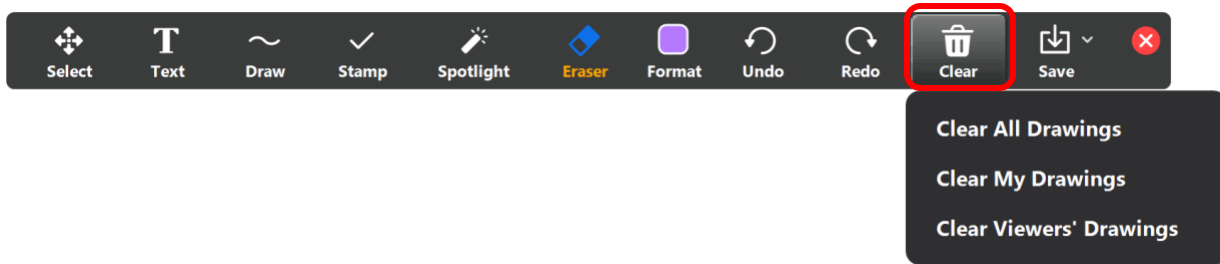 Select Text Draw Stamp Spotlight Eraser Format Undo Redo Clear Save
Clear All Drawings
Clear My Drawings
Clear Viewers' Drawings